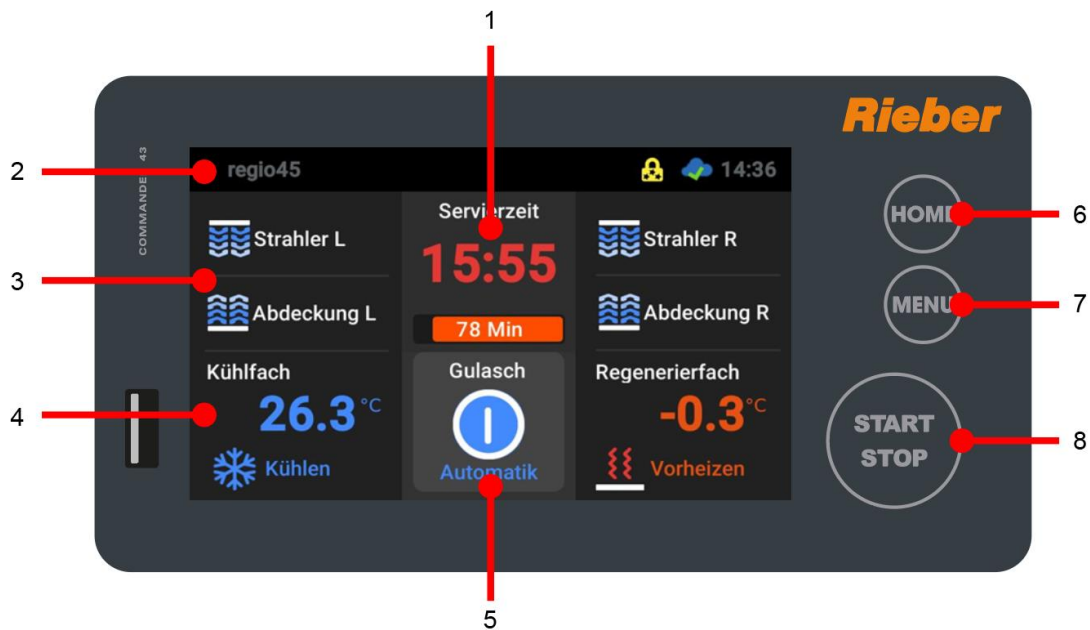 1
Rieber
COMMANDER 43
2
regio45
14:36
HOME
6
Strahler L
Servierzeit
15:55
Strahler R
3
Abdeckung L
78 Min
Abdeckung R
MENU
7
Kühlfach
26.3 °C
Kühlen
4
Gulasch
Automatik
Regenerierfach
-0.3 °C
Vorheizen
START
STOP
8
5